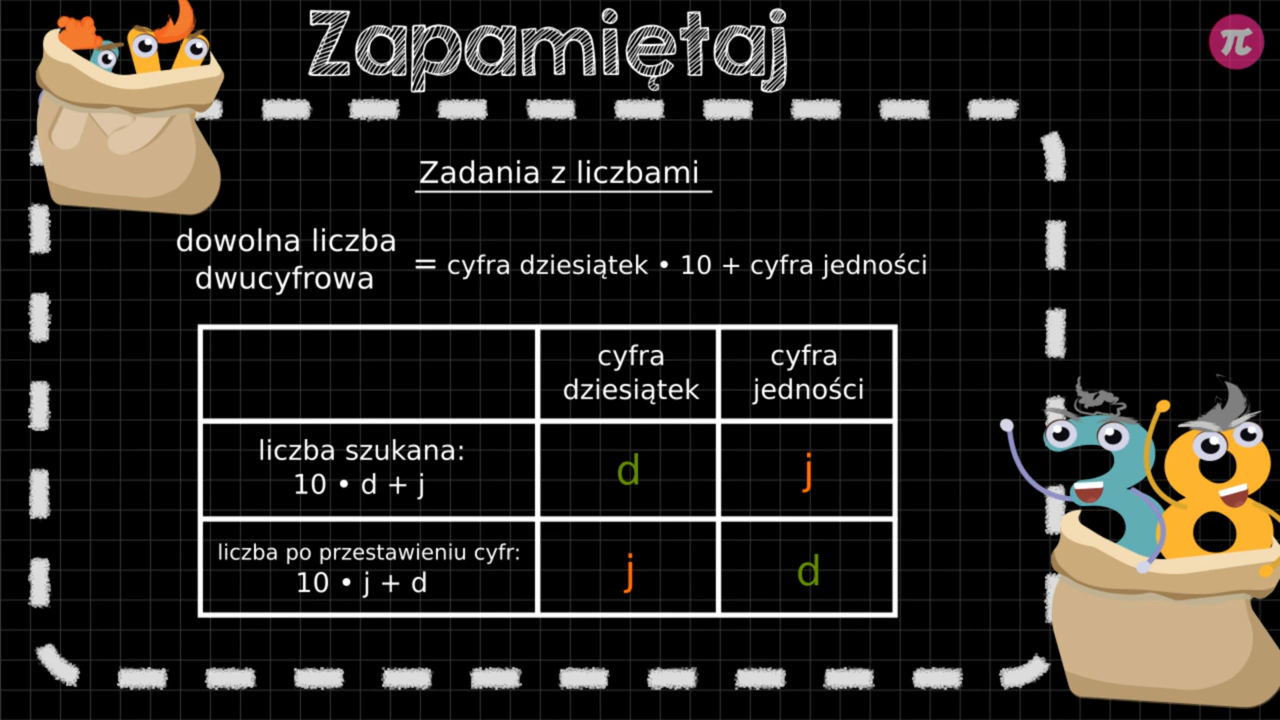 Zapamiętaj
π
Zadania z liczbami
dowolna liczba
dwucyfrowa
= cyfra dziesiątek • 10 + cyfra jedności
cyfra
dziesiątek
cyfra
jedności
liczba szukana:
10 • d + j
d
j
liczba po przestawieniu cyfr:
10 • j + d
j
d
38